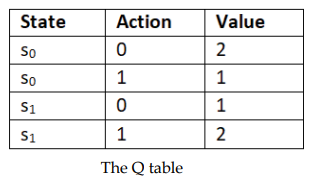 State Action Value
s0 0 2
s0 1 1
s1 0 1
s1 1 2
The Q table